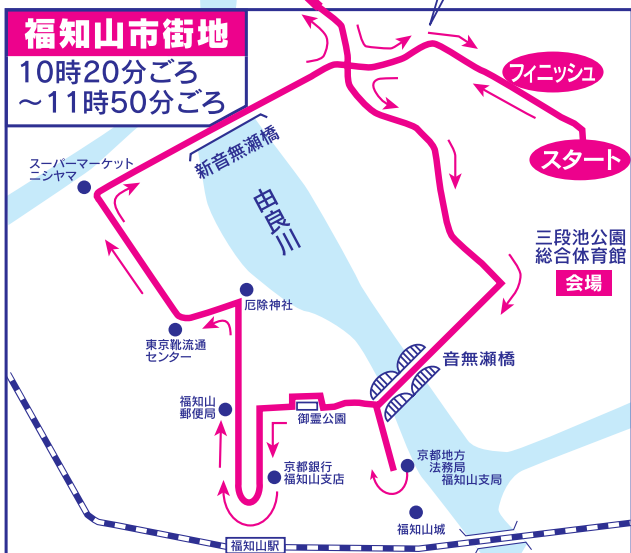 福知山市街地
10時20分ごろ
～11時50分ごろ
フィニッシュ
スタート
スーパーマーケット
ニシヤマ
新音無瀬橋
由良川
三段池公園
総合体育館
会場
厄除神社
東京靴流通
センター
音無瀬橋
福知山
郵便局
御霊公園
京都銀行
福知山支店
京都地方
法務局
福知山支局
福知山城
福知山駅